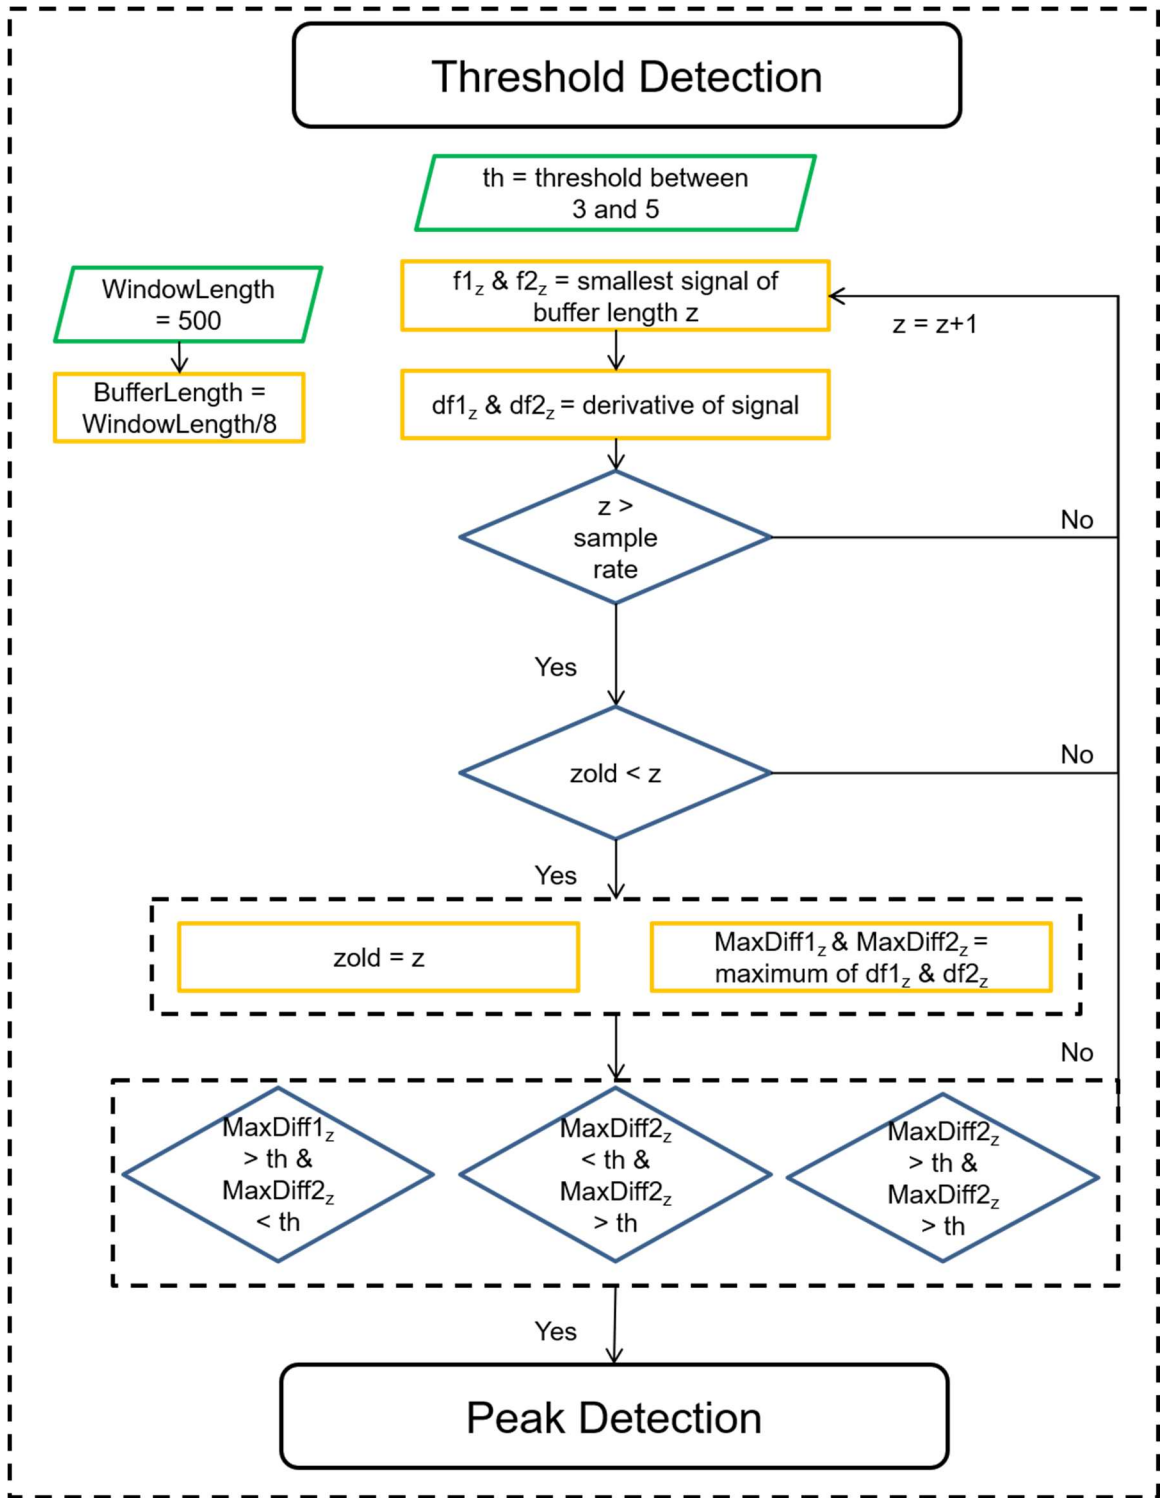 Threshold Detection
th = threshold between
3 and 5
WindowLength
= 500
BufferLength =
WindowLength/8
f1z & f2z = smallest signal of
buffer length z
z = z+1
df1z & df2z = derivative of signal
z >
sample
rate
No
Yes
zold < z
No
Yes
zold = z
MaxDiff1z & MaxDiff2z =
maximum of df1z & df2z
No
MaxDiff1z
> th &
MaxDiff2z
< th
MaxDiff2z
< th &
MaxDiff2z
> th
MaxDiff2z
> th &
MaxDiff2z
> th
Yes
Peak Detection